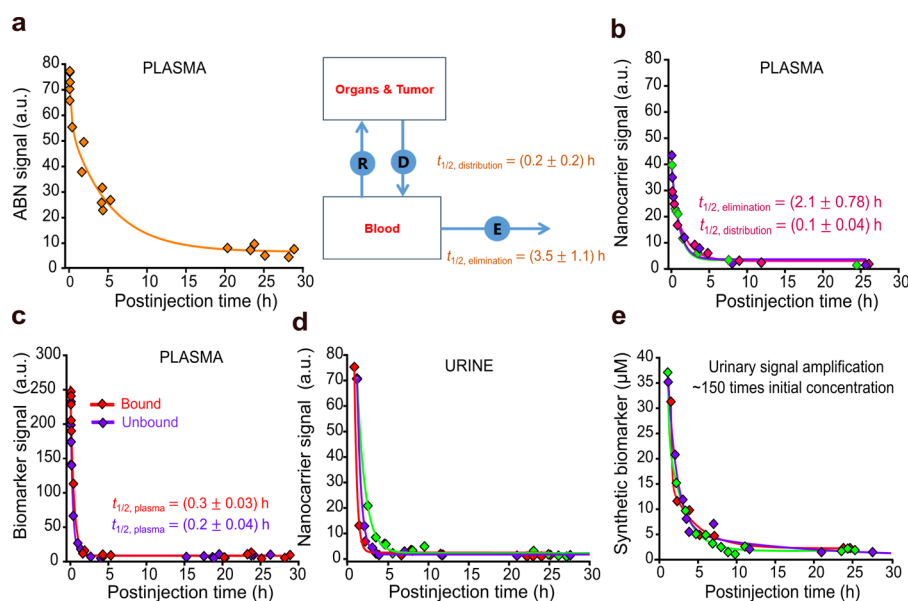 a
PLASMA
ABN signal (a.u.)
80
70
60
50
40
30
20
10
0
0 5 10 15 20 25 30
Postinjection time (h)
Organs & Tumor
R
D
t1/2, distribution = (0.2 ± 0.2) h
Blood
E
t1/2, elimination = (3.5 ± 1.1) h
b
PLASMA
Nanocarrier signal (a.u.)
80
70
60
50
40
30
20
10
0
t1/2, elimination = (2.1 ± 0.78) h
t1/2, distribution = (0.1 ± 0.04) h
0 5 10 15 20 25 30
Postinjection time (h)
c
PLASMA
Biomarker signal (a.u.)
300
250
200
150
100
50
0
Bound
Unbound
t1/2, plasma = (0.3 ± 0.03) h
t1/2, plasma = (0.2 ± 0.04) h
0 5 10 15 20 25 30
Postinjection time (h)
d
URINE
Nanocarrier signal (a.u.)
80
70
60
50
40
30
20
10
0
0 5 10 15 20 25 30
Postinjection time (h)
e
Urinary signal amplification
~150 times initial concentration
Synthetic biomarker (µM)
40
35
30
25
20
15
10
5
0
0 5 10 15 20 25 30
Postinjection time (h)